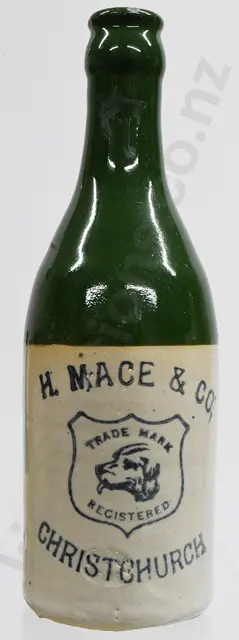 H. MACE & CO,
TRADE MARK
REGISTERED
CHRISTCHURCH